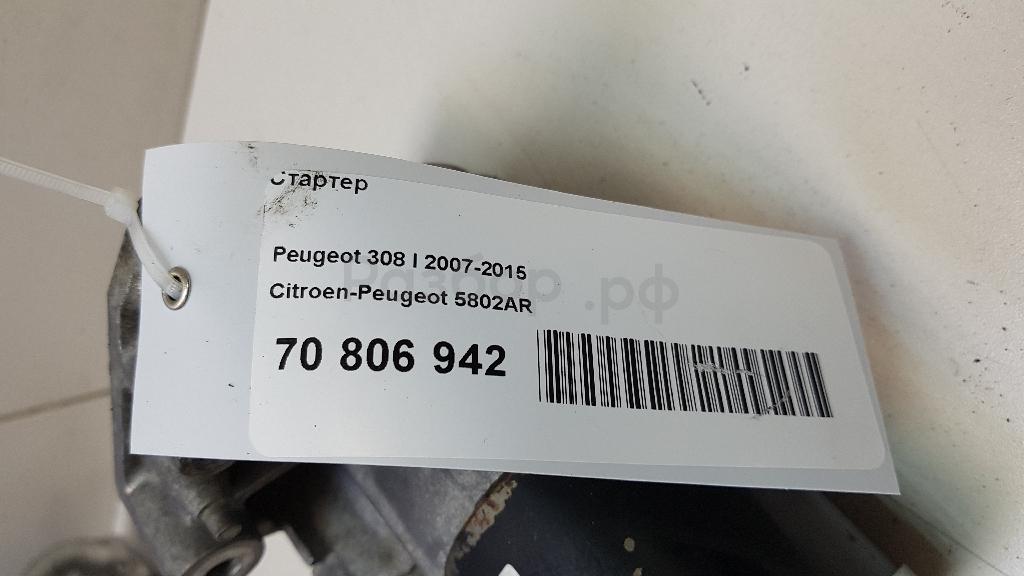 Стартер
Peugeot 308 I 2007-2015
Citroen-Peugeot 5802AR
Разбор.рф
70 806 942